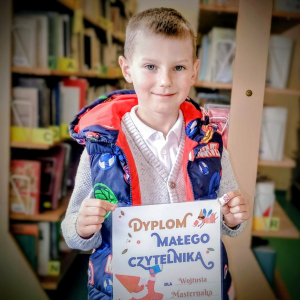 DYPLOM
MAŁEGO
CZYTELNIKA
DLA
Wojtusia
Masternaka